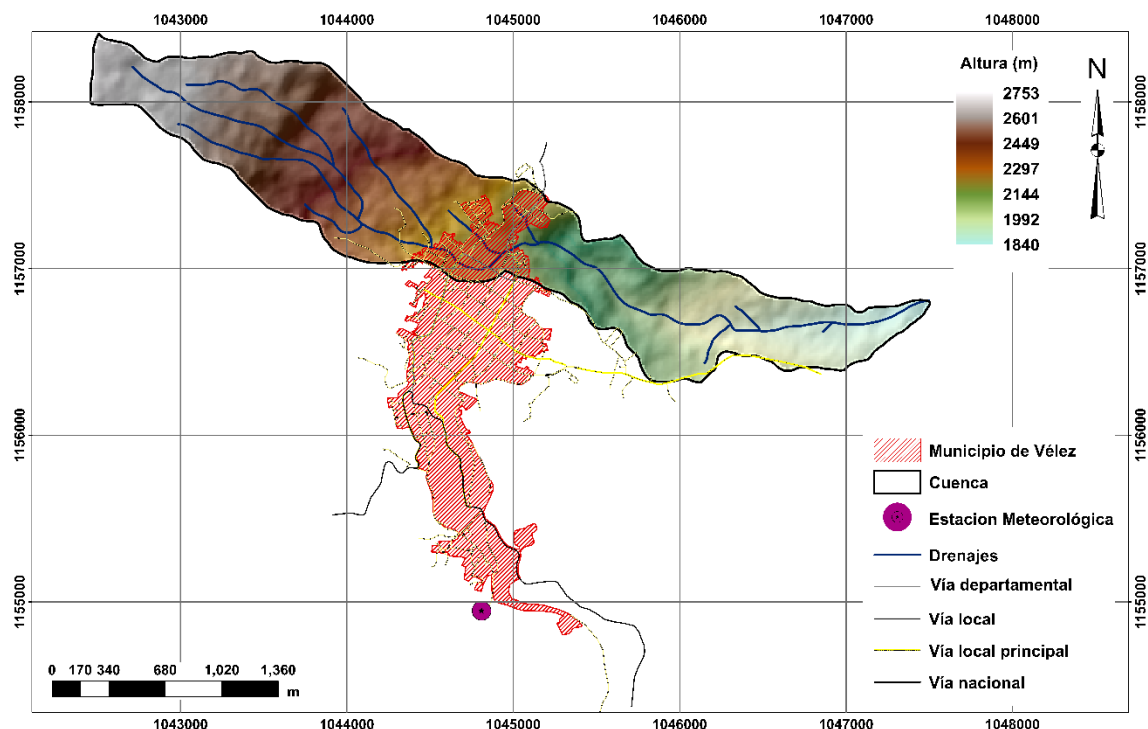 1043000 1044000 1045000 1046000 1047000 1048000
1158000
1157000
1156000
1155000
1158000
1157000
1156000
1155000
Altura (m)
2753
2601
2449
2297
2144
1992
1840
N
Municipio de Vélez
Cuenca
Estacion Meteorológica
Drenajes
Vía departamental
Vía local
Vía local principal
Vía nacional
0 170 340 680 1,020 1,360
m
1043000 1044000 1045000 1046000 1047000 1048000